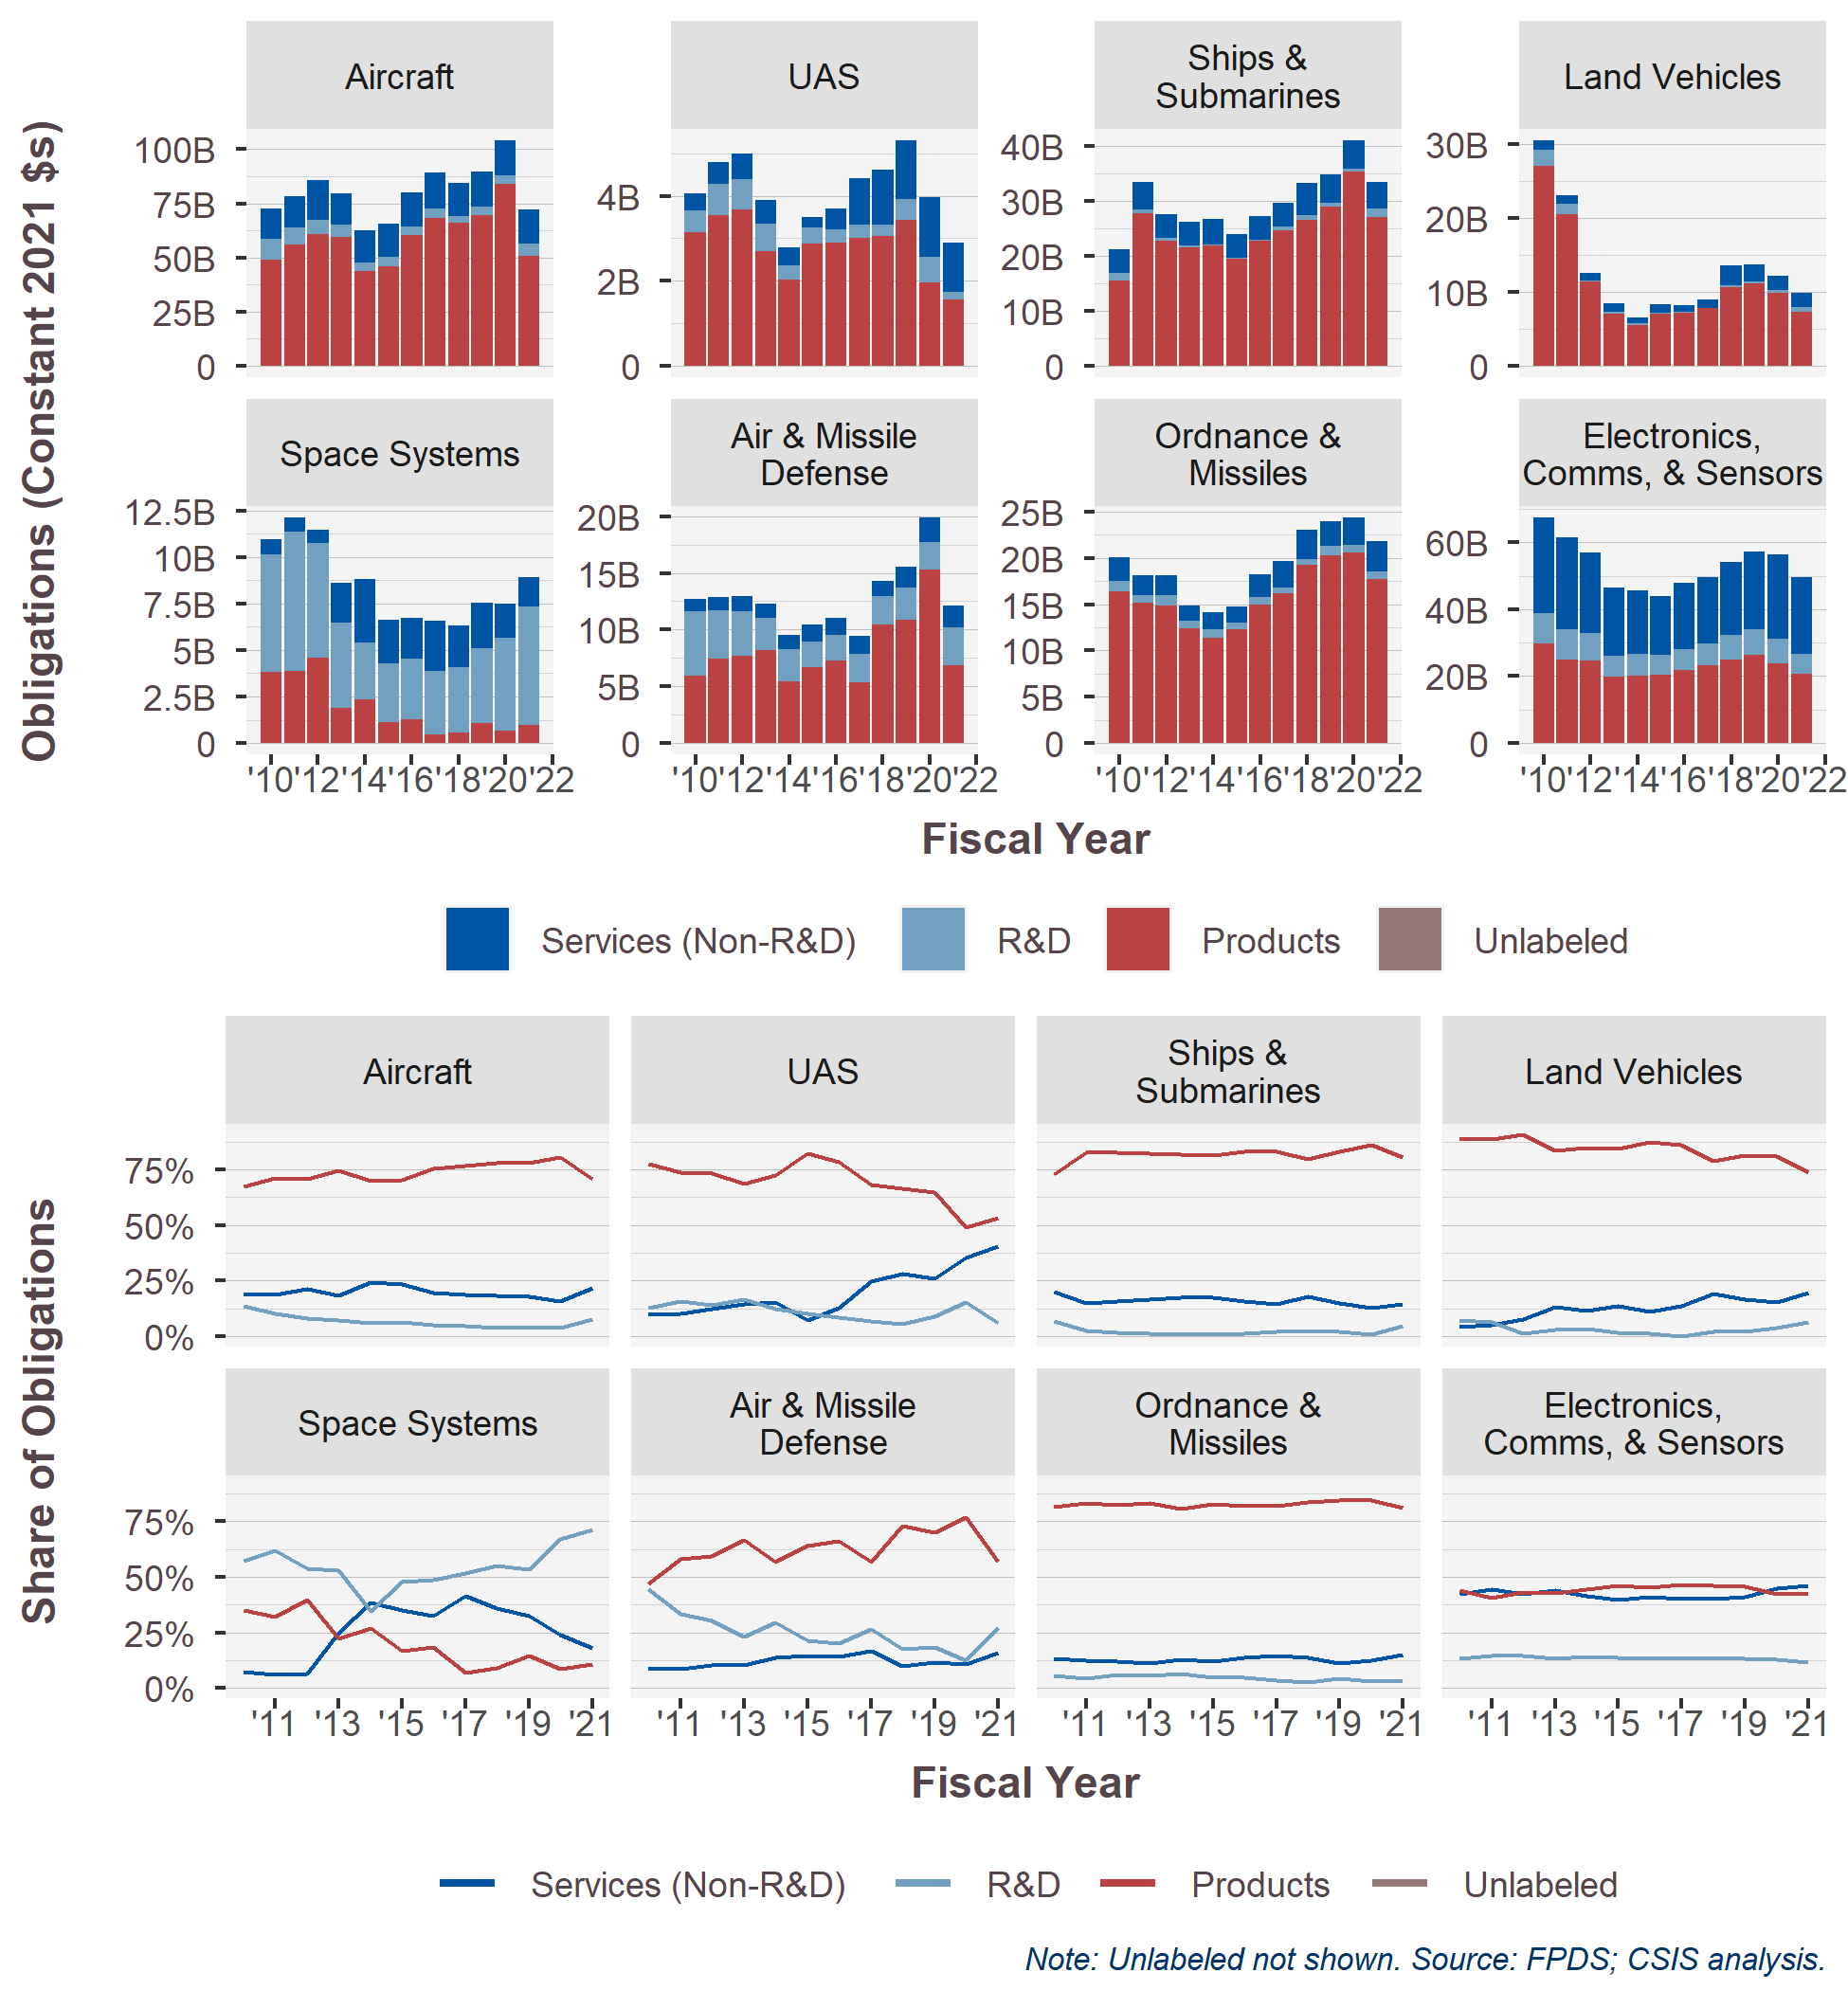 Obligations (Constant 2021 $s)
Aircraft
UAS
Ships &
Submarines
Land Vehicles
100B
75B
50B
25B
0
4B
2B
0
40B
30B
20B
10B
0
30B
20B
10B
0
Space Systems
Air & Missile
Defense
Ordnance &
Missiles
Electronics,
Comms, & Sensors
12.5B
10B
7.5B
5B
2.5B
0
20B
15B
10B
5B
0
25B
20B
15B
10B
5B
0
60B
40B
20B
0
'10 '12 '14 '16 '18 '20 '22
'10 '12 '14 '16 '18 '20 '22
'10 '12 '14 '16 '18 '20 '22
'10 '12 '14 '16 '18 '20 '22
Fiscal Year
Services (Non-R&D) R&D Products Unlabeled
Share of Obligations
Aircraft
UAS
Ships &
Submarines
Land Vehicles
75%
50%
25%
0%
Space Systems
Air & Missile
Defense
Ordnance &
Missiles
Electronics,
Comms, & Sensors
75%
50%
25%
0%
'11 '13 '15 '17 '19 '21
'11 '13 '15 '17 '19 '21
'11 '13 '15 '17 '19 '21
'11 '13 '15 '17 '19 '21
Fiscal Year
Services (Non-R&D) R&D Products Unlabeled
Note: Unlabeled not shown. Source: FPDS; CSIS analysis.